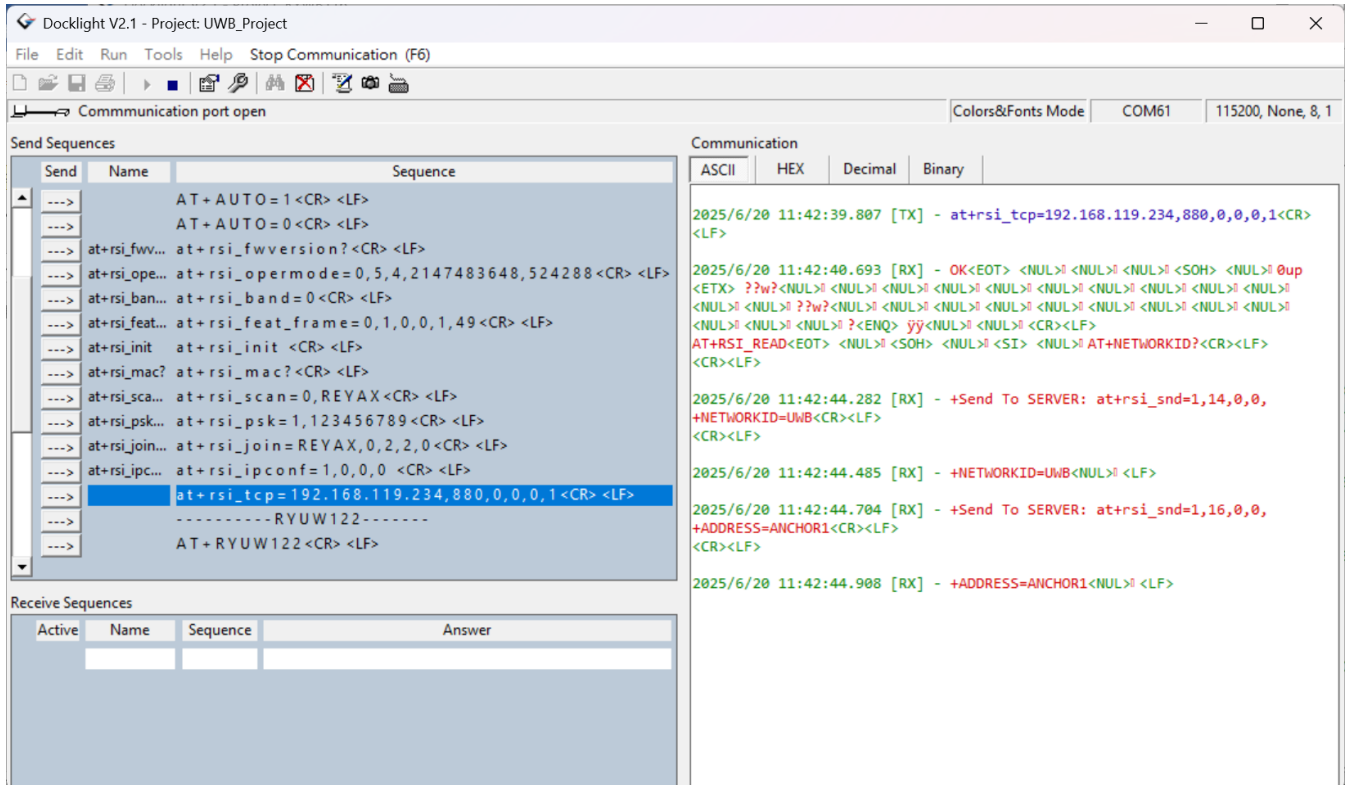 Docklight V2.1 - Project: UWB_Project
File Edit Run Tools Help Stop Communication (F6)
Commmunication port open
Colors&Fonts Mode COM61 115200, None, 8, 1
Send Sequences
Send Name Sequence
---> AT+AUTO=1<CR><LF>
---> AT+AUTO=0<CR><LF>
---> at+rsi_fwv... at+rsi_fwversion?<CR><LF>
---> at+rsi_ope... at+rsi_opermode=0,5,4,2147483648,524288<CR><LF>
---> at+rsi_ban... at+rsi_band=0<CR><LF>
---> at+rsi_feat... at+rsi_feat_frame=0,1,0,0,1,49<CR><LF>
---> at+rsi_init at+rsi_init <CR><LF>
---> at+rsi_mac? at+rsi_mac?<CR><LF>
---> at+rsi_sca... at+rsi_scan=0,REYAX<CR><LF>
---> at+rsi_psk... at+rsi_psk=1,123456789<CR><LF>
---> at+rsi_join... at+rsi_join=REYAX,0,2,2,0<CR><LF>
---> at+rsi_ipc... at+rsi_ipconf=1,0,0,0 <CR><LF>
---> at+rsi_tcp=192.168.119.234,880,0,0,0,1<CR><LF>
---> ----------RYUW122-------
---> AT+RYUW122<CR><LF>
Receive Sequences
Active Name Sequence Answer
Communication
ASCII HEX Decimal Binary
2025/6/20 11:42:39.807 [TX] - at+rsi_tcp=192.168.119.234,880,0,0,0,1<CR>
<LF>
2025/6/20 11:42:40.693 [RX] - OK<EOT> <NUL> <NUL> <NUL> <SOH> <NUL> 0up
<ETX> ??w?<NUL> <NUL> <NUL> <NUL> <NUL> <NUL> <NUL> <NUL> <NUL> <NUL>
<NUL> <NUL> ??w?<NUL> <NUL> <NUL> <NUL> <NUL> <NUL> <NUL> <NUL> <NUL>
<NUL> <NUL> <NUL> ?<ENQ> ÿÿ<NUL> <NUL> <CR><LF>
AT+RSI_READ<EOT> <NUL> <SOH> <NUL> <SI> <NUL> AT+NETWORKID?<CR><LF>
<CR><LF>
2025/6/20 11:42:44.282 [RX] - +Send To SERVER: at+rsi_snd=1,14,0,0,
+NETWORKID=UWB<CR><LF>
<CR><LF>
2025/6/20 11:42:44.485 [RX] - +NETWORKID=UWB<NUL> <LF>
2025/6/20 11:42:44.704 [RX] - +Send To SERVER: at+rsi_snd=1,16,0,0,
+ADDRESS=ANCHOR1<CR><LF>
<CR><LF>
2025/6/20 11:42:44.908 [RX] - +ADDRESS=ANCHOR1<NUL> <LF>